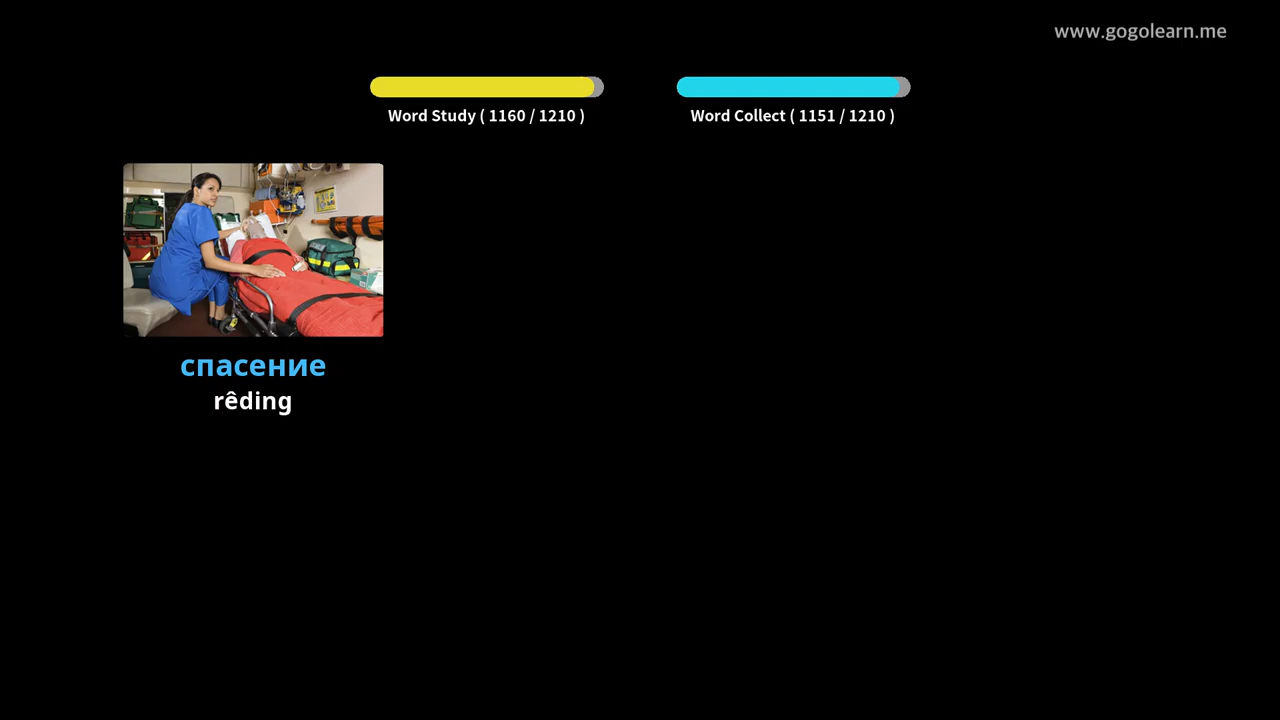 www.gogolearn.me
Word Study ( 1160 / 1210 )
Word Collect ( 1151 / 1210 )
спасение
rêding